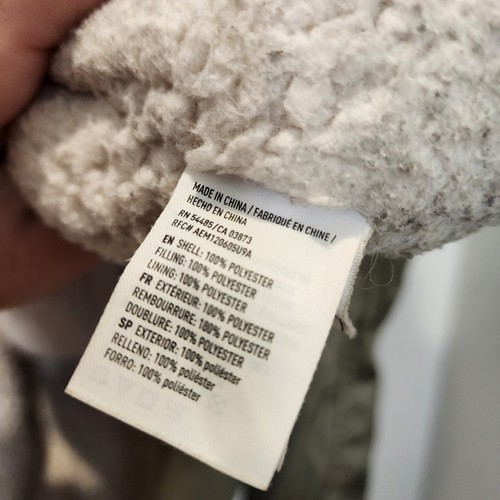 MADE IN CHINA / FABRIQUÉ EN CHINE /
HECHO EN CHINA
RN 54485/CA 03873
RFC# AEM120605U9A
EN SHELL: 100% POLYESTER
FILLING: 100% POLYESTER
LINING: 100% POLYESTER
FR EXTÉRIEUR: 100% POLYESTER
REMBOURRURE: 100% POLYESTER
DOUBLURE: 100% POLYESTER
SP EXTERIOR: 100% poliéster
RELLENO: 100% poliéster
FORRO: 100% poliéster